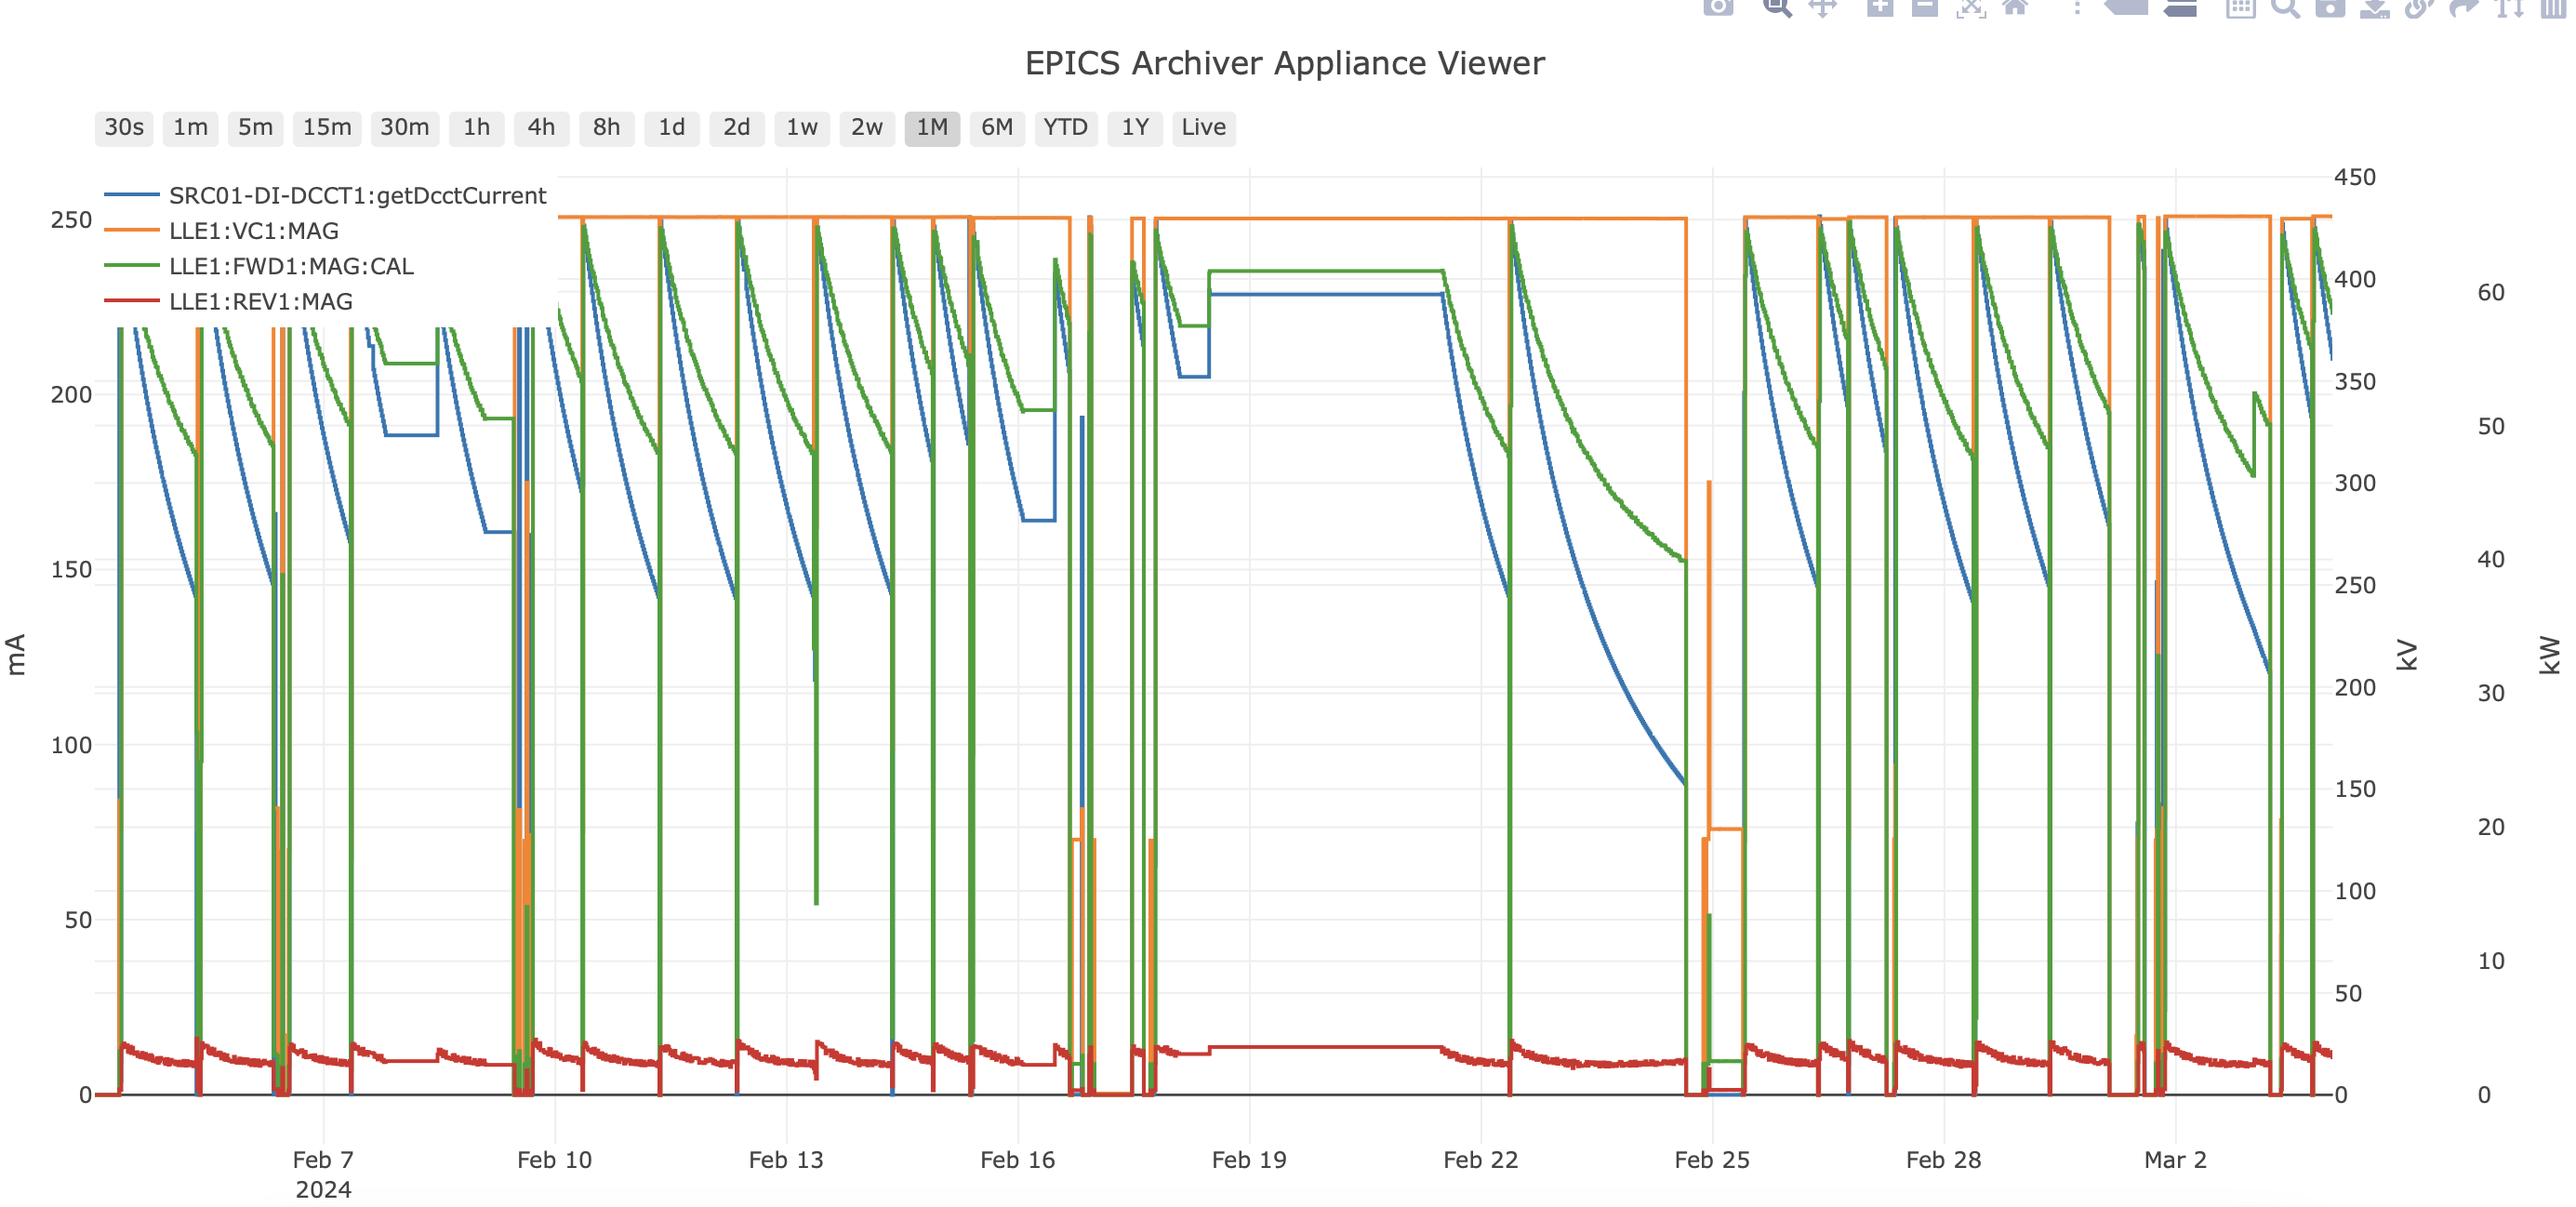 EPICS Archiver Appliance Viewer
30s 1m 5m 15m 30m 1h 4h 8h 1d 2d 1w 2w 1M 6M YTD 1Y Live
SRC01-DI-DCCT1:getDcctCurrent
LLE1:VC1:MAG
LLE1:FWD1:MAG:CAL
LLE1:REV1:MAG
250
200
150
100
50
0
mA
450
400
350
300
250
200
150
100
50
0
kV
60
50
40
30
20
10
0
kW
Feb 7 Feb 10 Feb 13 Feb 16 Feb 19 Feb 22 Feb 25 Feb 28 Mar 2
2024